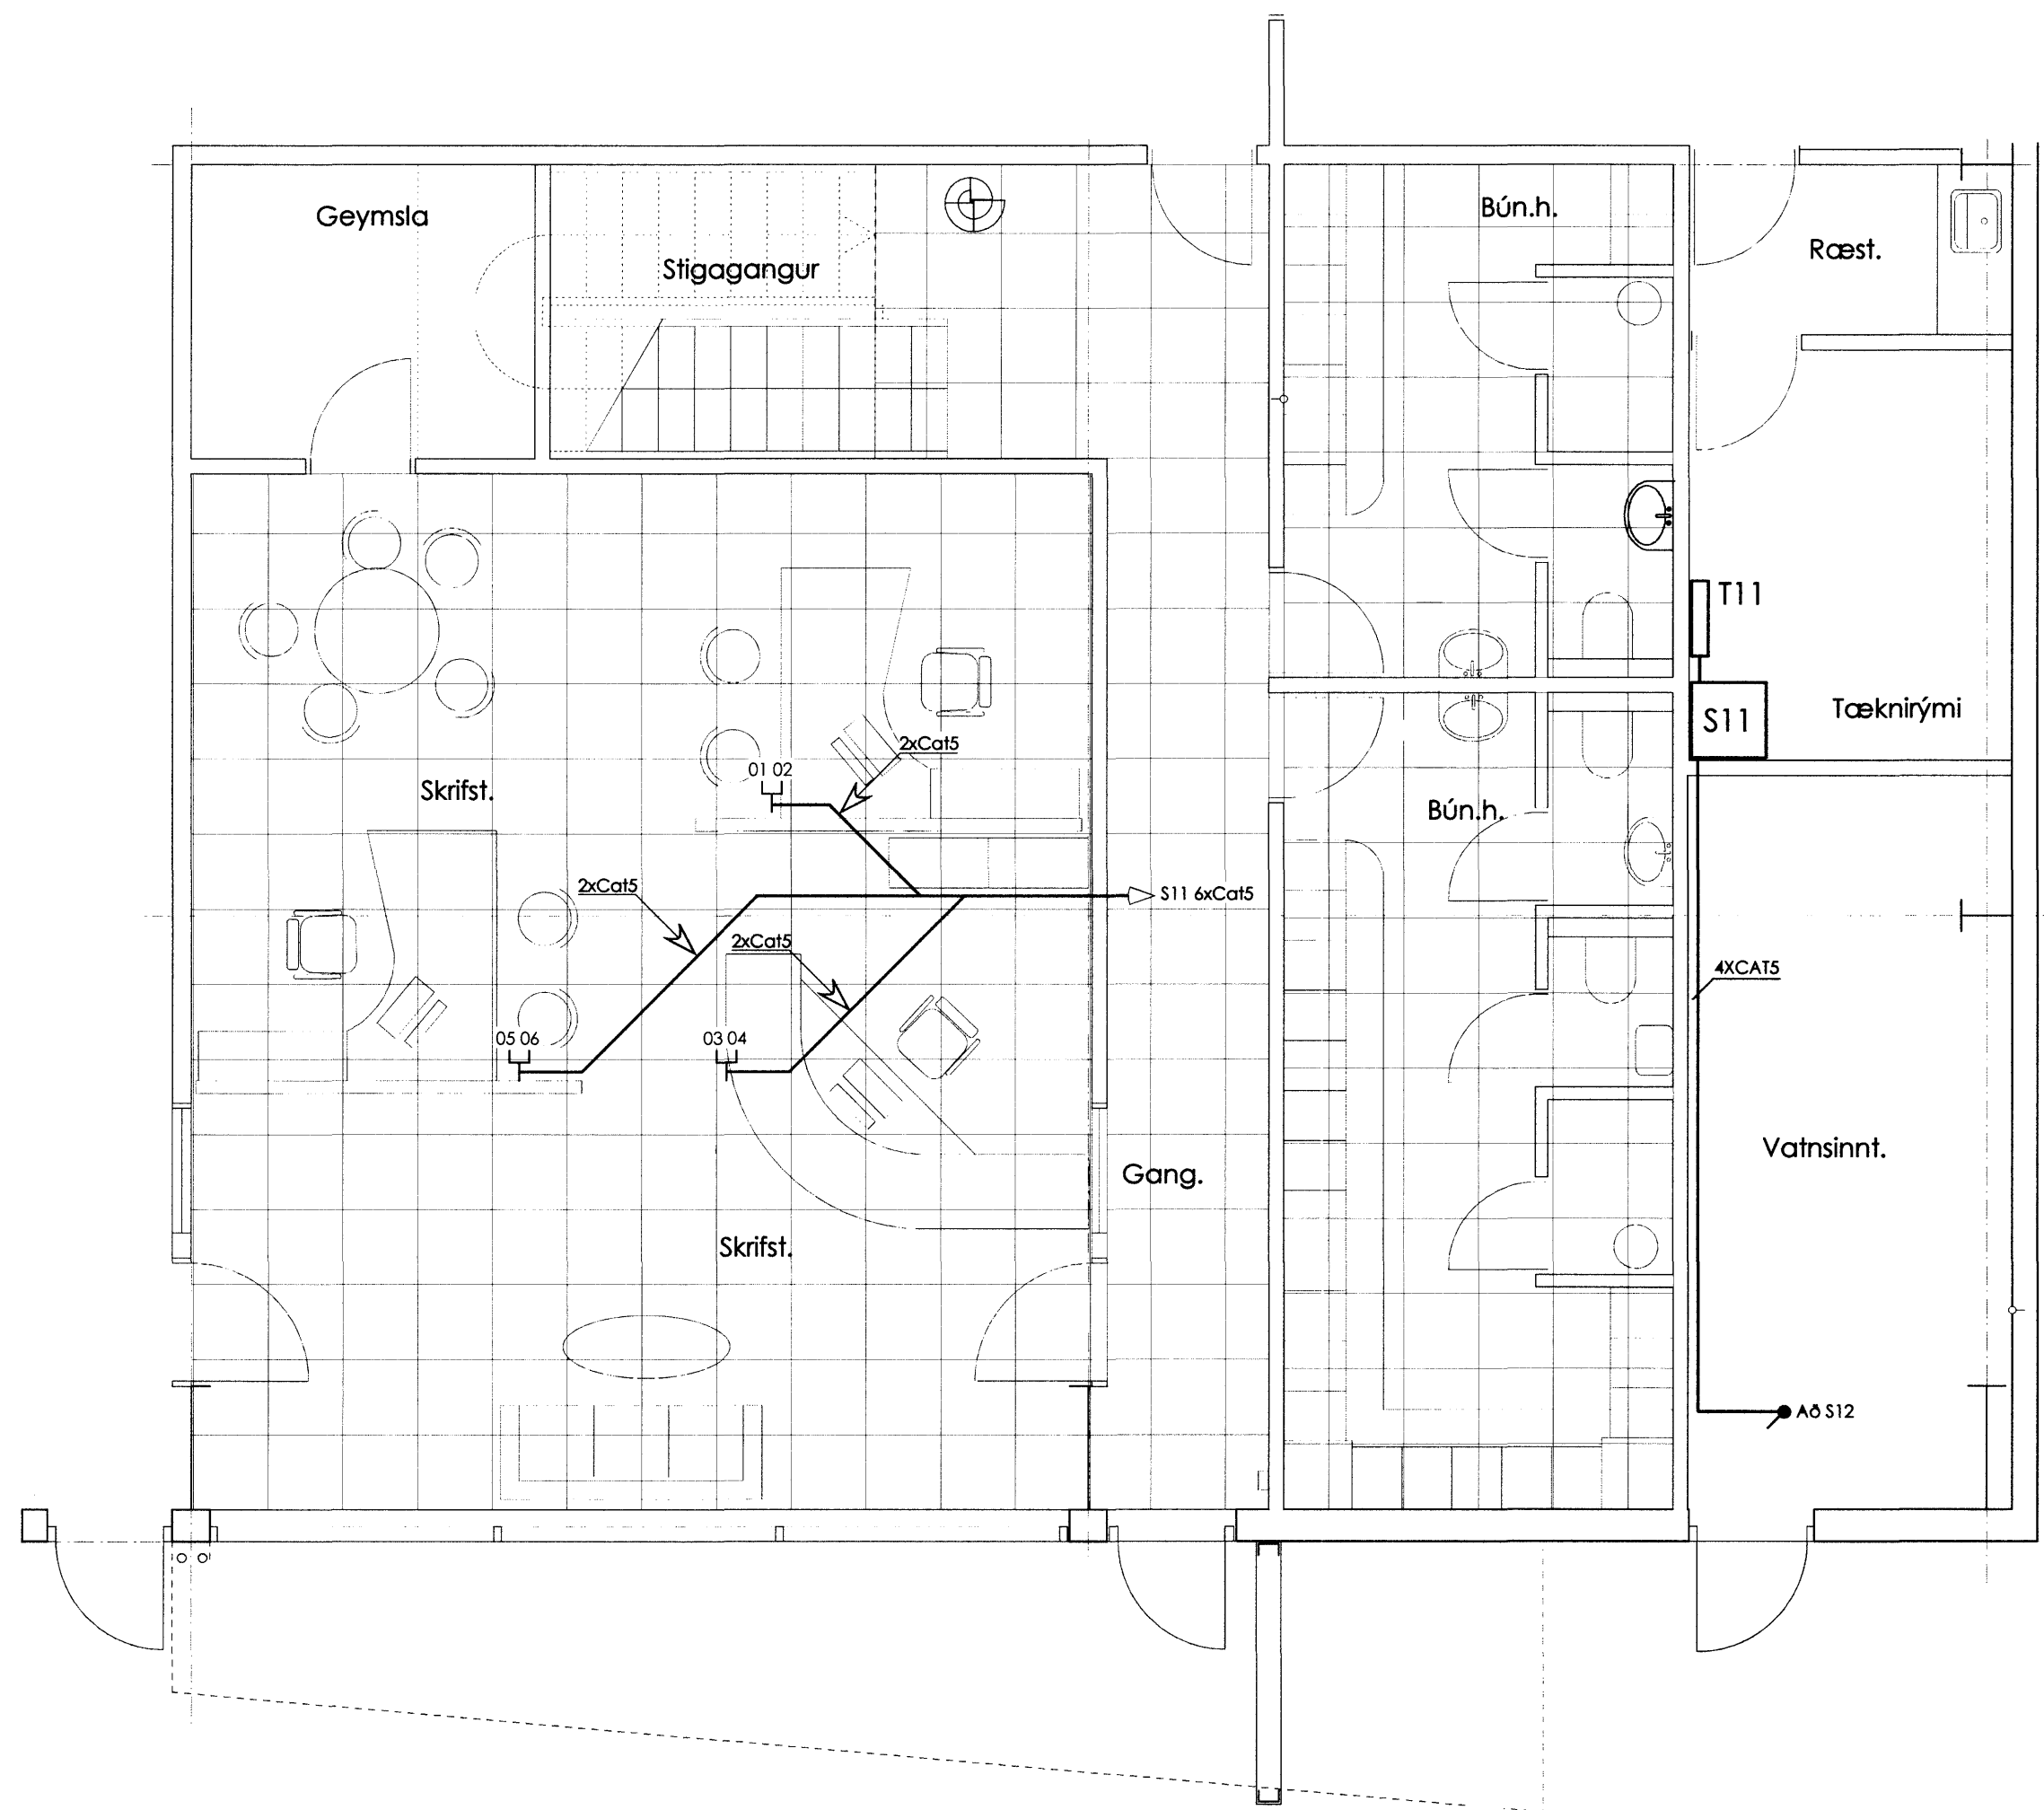 Bún.h.
Geymsla
Ræst.
Stigagangur
T11
S11
Tæknirými
2xCat5
01 02
Skrifst.
Bún.h.
2xCat5
S11 6xCat5
2xCat5
4XCAT5
05 06
03 04
Vatnsinnt.
Gang.
Skrifst.
Að S12